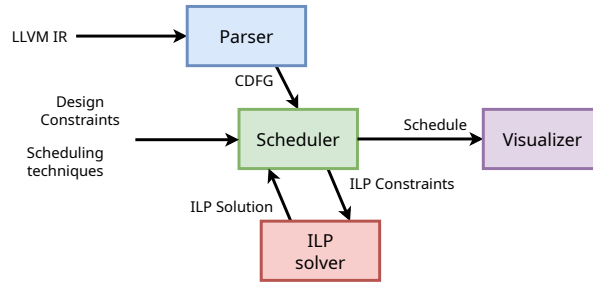 LLVM IR
Parser
CDFG
Design
Constraints
Scheduling
techniques
Scheduler
Schedule
Visualizer
ILP Solution
ILP Constraints
ILP
solver